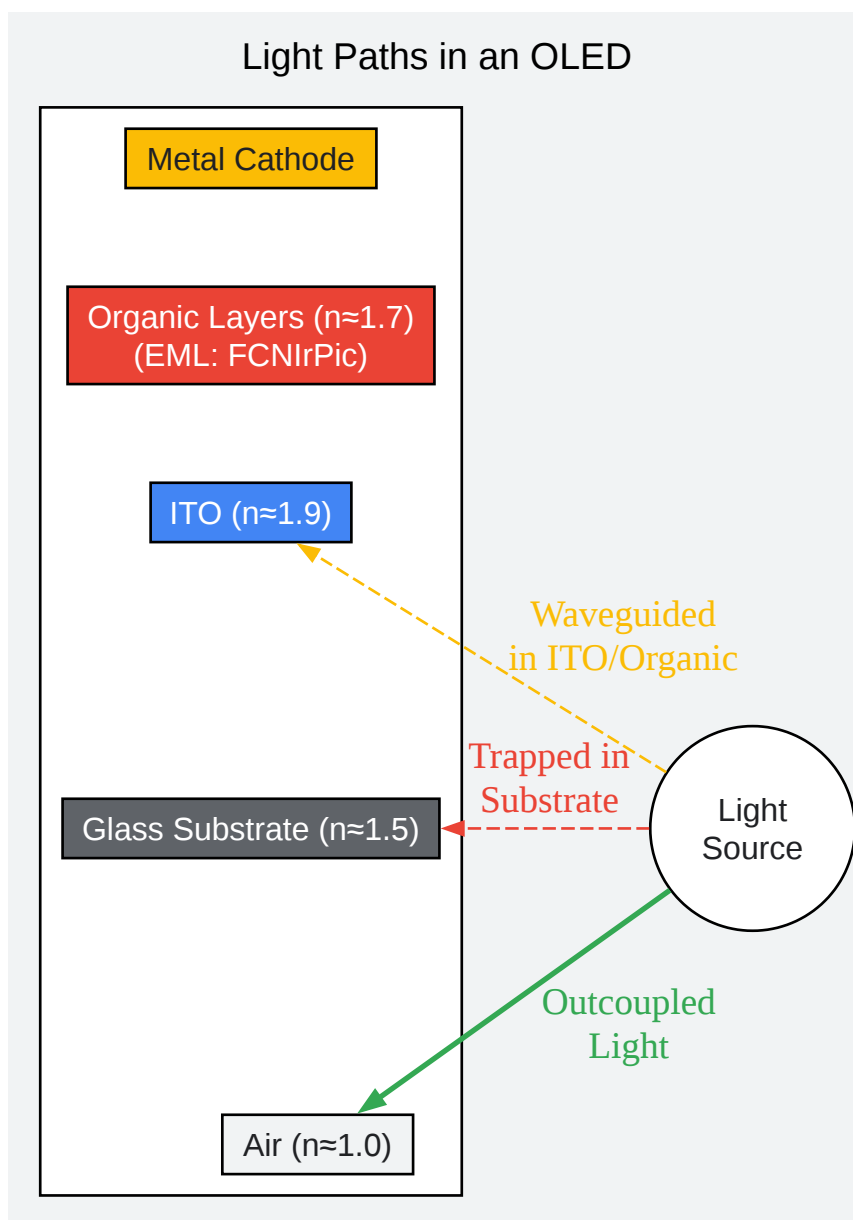 Light Paths in an OLED
Metal Cathode
Organic Layers (n≈1.7)
(EML: FCNIrPic)
ITO (n≈1.9)
Waveguided
in ITO/Organic
Trapped in
Substrate
Glass Substrate (n≈1.5)
Light
Source
Outcoupled
Light
Air (n≈1.0)